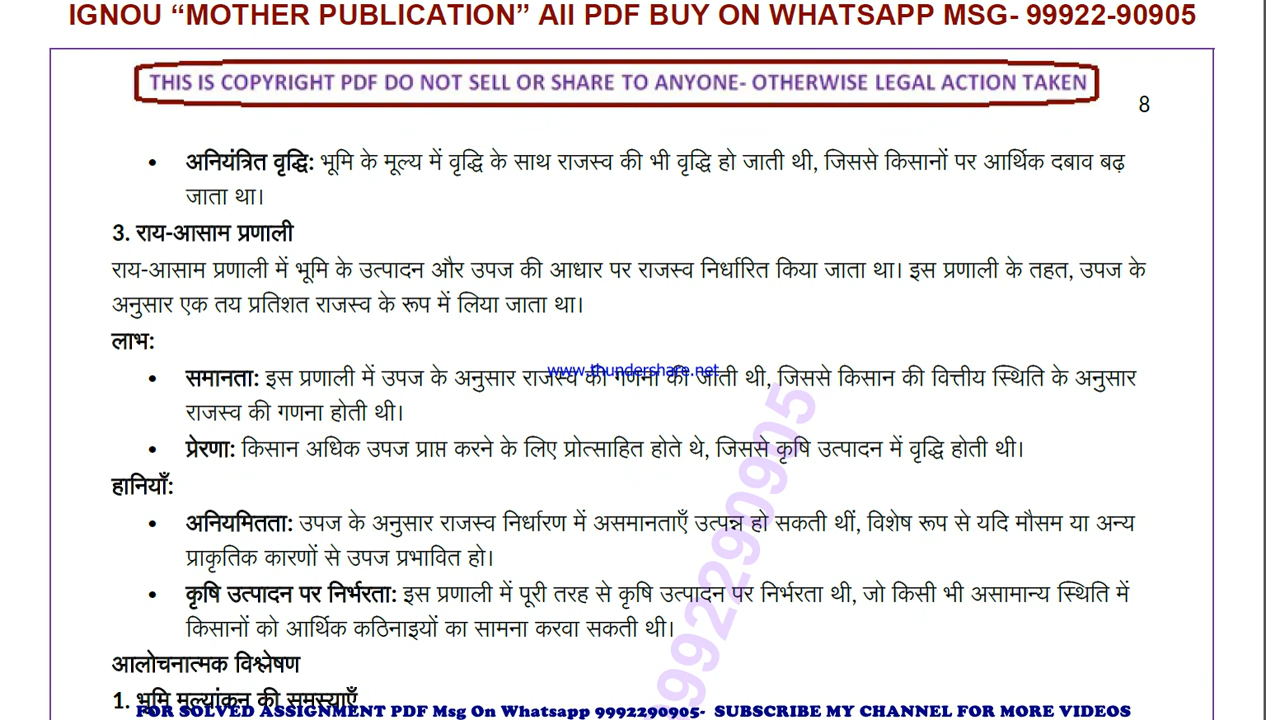 IGNOU “MOTHER PUBLICATION” All PDF BUY ON WHATSAPP MSG- 99922-90905
THIS IS COPYRIGHT PDF DO NOT SELL OR SHARE TO ANYONE- OTHERWISE LEGAL ACTION TAKEN
8
• अनियंत्रित वृद्धि: भूमि के मूल्य में वृद्धि के साथ राजस्व की भी वृद्धि हो जाती थी, जिससे किसानों पर आर्थिक दबाव बढ़
जाता था।
3. राय-आसाम प्रणाली
राय-आसाम प्रणाली में भूमि के उत्पादन और उपज की आधार पर राजस्व निर्धारित किया जाता था। इस प्रणाली के तहत, उपज के
अनुसार एक तय प्रतिशत राजस्व के रूप में लिया जाता था।
लाभ:
www.thundershare.net
• समानता: इस प्रणाली में उपज के अनुसार राजस्व की गणना की जाती थी, जिससे किसान की वित्तीय स्थिति के अनुसार
राजस्व की गणना होती थी।
• प्रेरणा: किसान अधिक उपज प्राप्त करने के लिए प्रोत्साहित होते थे, जिससे कृषि उत्पादन में वृद्धि होती थी।
हानियाँ:
• अनियमितता: उपज के अनुसार राजस्व निर्धारण में असमानताएँ उत्पन्न हो सकती थीं, विशेष रूप से यदि मौसम या अन्य
प्राकृतिक कारणों से उपज प्रभावित हो।
• कृषि उत्पादन पर निर्भरता: इस प्रणाली में पूरी तरह से कृषि उत्पादन पर निर्भरता थी, जो किसी भी असामान्य स्थिति में
किसानों को आर्थिक कठिनाइयों का सामना करवा सकती थी।
आलोचनात्मक विश्लेषण
1. भूमि मूल्यांकन की समस्याएँ
9992290905
FOR SOLVED ASSIGNMENT PDF Msg On Whatsapp 9992290905- SUBSCRIBE MY CHANNEL FOR MORE VIDEOS